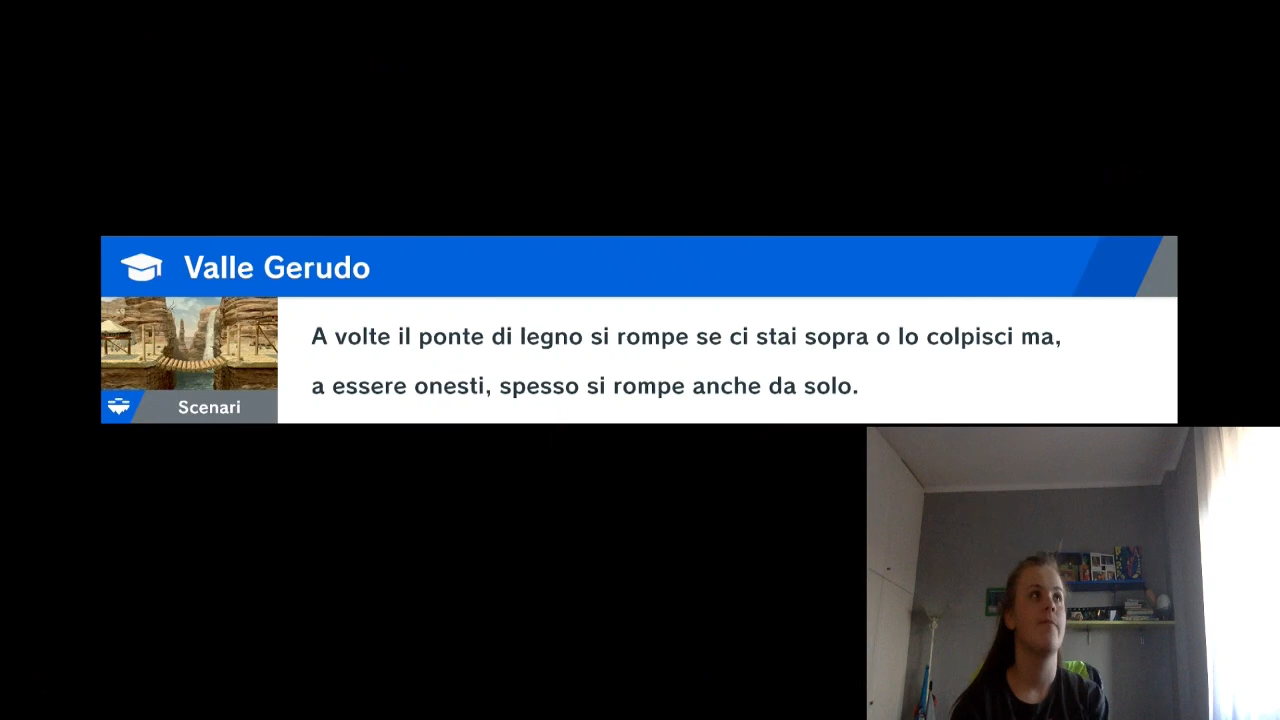 Valle Gerudo
A volte il ponte di legno si rompe se ci stai sopra o lo colpisci ma,
a essere onesti, spesso si rompe anche da solo.
Scenari